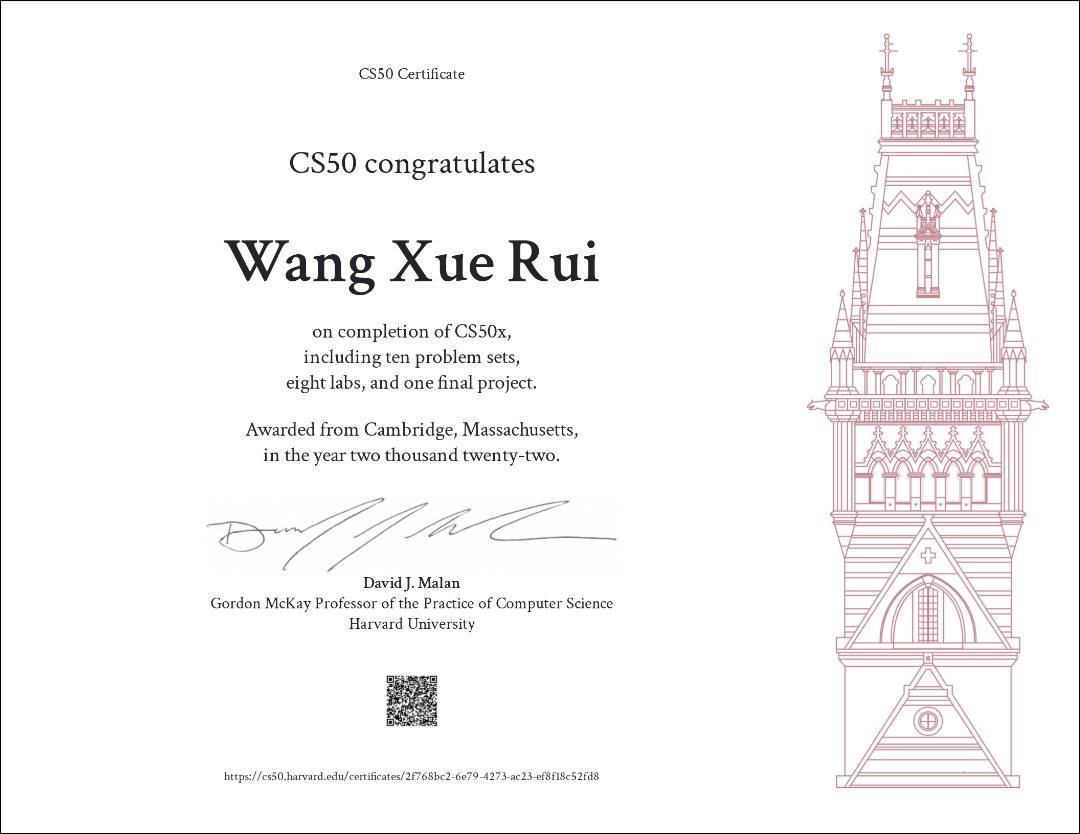 CS50 Certificate
CS50 congratulates
Wang Xue Rui
on completion of CS50x,
including ten problem sets,
eight labs, and one final project.
Awarded from Cambridge, Massachusetts,
in the year two thousand twenty-two.
David J. Malan
Gordon McKay Professor of the Practice of Computer Science
Harvard University
https://cs50.harvard.edu/certificates/2f768bc2-6e79-4273-ac23-ef8f18c52fd8